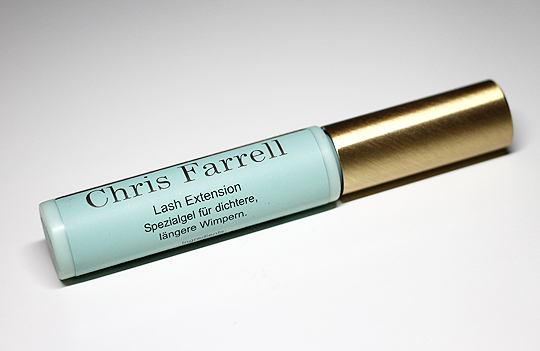 Chris Farrell
Lash Extension
Spezialgel für dichtere,
längere Wimpern.